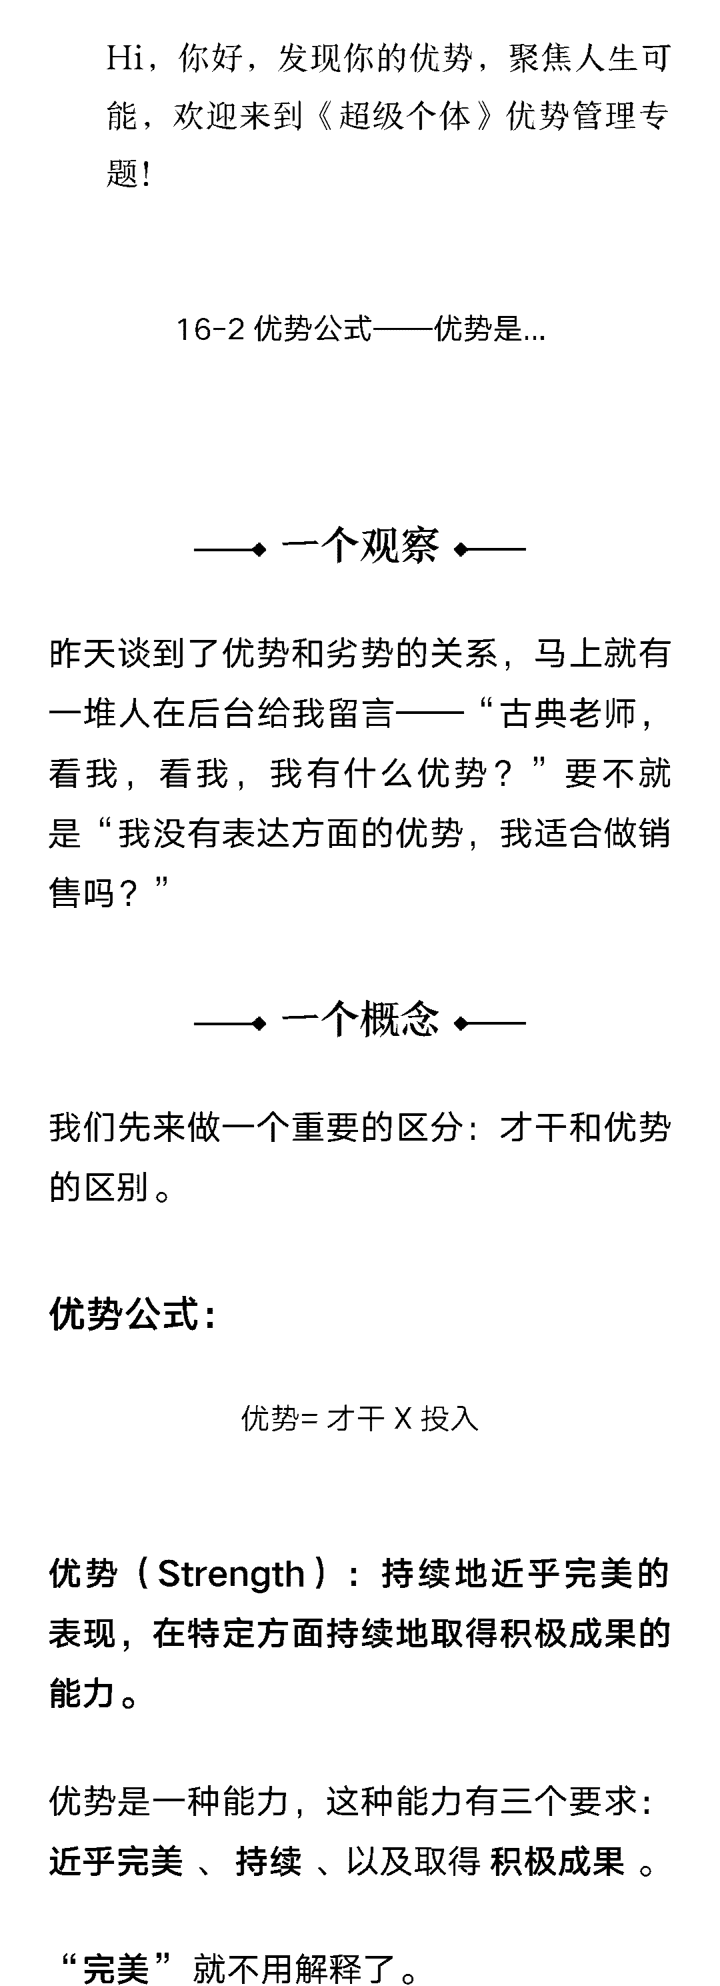 Hi，你好，发现你的优势，聚焦人生可
能，欢迎来到《超级个体》优势管理专
题！
16-2 优势公式——优势是...
一个观察
昨天谈到了优势和劣势的关系，马上就有
一堆人在后台给我留言——“古典老师，
看我，看我，我有什么优势？”要不就
是“我没有表达方面的优势，我适合做销
售吗？”
一个概念
我们先来做一个重要的区分：才干和优势
的区别。
优势公式：
优势= 才干 X 投入
优势（Strength）：持续地近乎完美的
表现，在特定方面持续地取得积极成果的
能力。
优势是一种能力，这种能力有三个要求：
近乎完美 、 持续 、以及取得 积极成果 。
“完美” 就不用解释了。